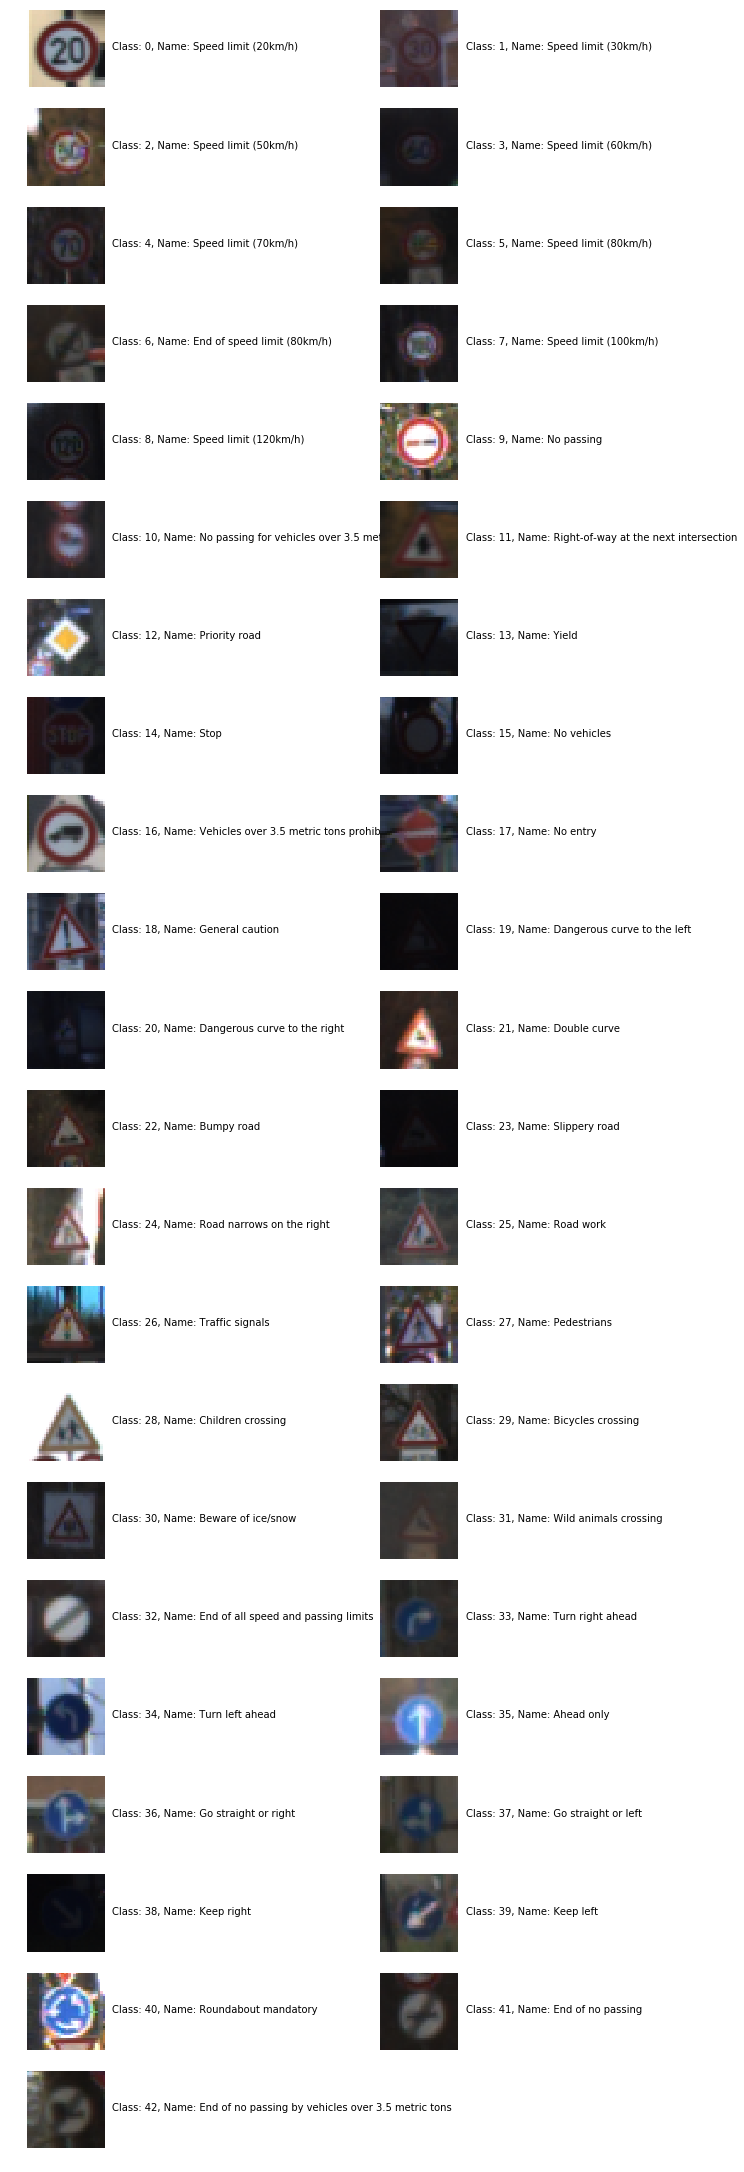 20
Class: 0, Name: Speed limit (20km/h)
30
Class: 1, Name: Speed limit (30km/h)
Class: 2, Name: Speed limit (50km/h)
60
Class: 3, Name: Speed limit (60km/h)
70
Class: 4, Name: Speed limit (70km/h)
Class: 5, Name: Speed limit (80km/h)
Class: 6, Name: End of speed limit (80km/h)
Class: 7, Name: Speed limit (100km/h)
120
Class: 8, Name: Speed limit (120km/h)
Class: 9, Name: No passing
Class: 10, Name: No passing for vehicles over 3.5 met
Class: 11, Name: Right-of-way at the next intersection
Class: 12, Name: Priority road
Class: 13, Name: Yield
STOP
Class: 14, Name: Stop
Class: 15, Name: No vehicles
Class: 16, Name: Vehicles over 3.5 metric tons prohib
Class: 17, Name: No entry
Class: 18, Name: General caution
Class: 19, Name: Dangerous curve to the left
Class: 20, Name: Dangerous curve to the right
Class: 21, Name: Double curve
Class: 22, Name: Bumpy road
Class: 23, Name: Slippery road
Class: 24, Name: Road narrows on the right
Class: 25, Name: Road work
Class: 26, Name: Traffic signals
Class: 27, Name: Pedestrians
Class: 28, Name: Children crossing
Class: 29, Name: Bicycles crossing
Class: 30, Name: Beware of ice/snow
Class: 31, Name: Wild animals crossing
Class: 32, Name: End of all speed and passing limits
Class: 33, Name: Turn right ahead
Class: 34, Name: Turn left ahead
Class: 35, Name: Ahead only
Class: 36, Name: Go straight or right
Class: 37, Name: Go straight or left
Class: 38, Name: Keep right
Class: 39, Name: Keep left
Class: 40, Name: Roundabout mandatory
Class: 41, Name: End of no passing
Class: 42, Name: End of no passing by vehicles over 3.5 metric tons